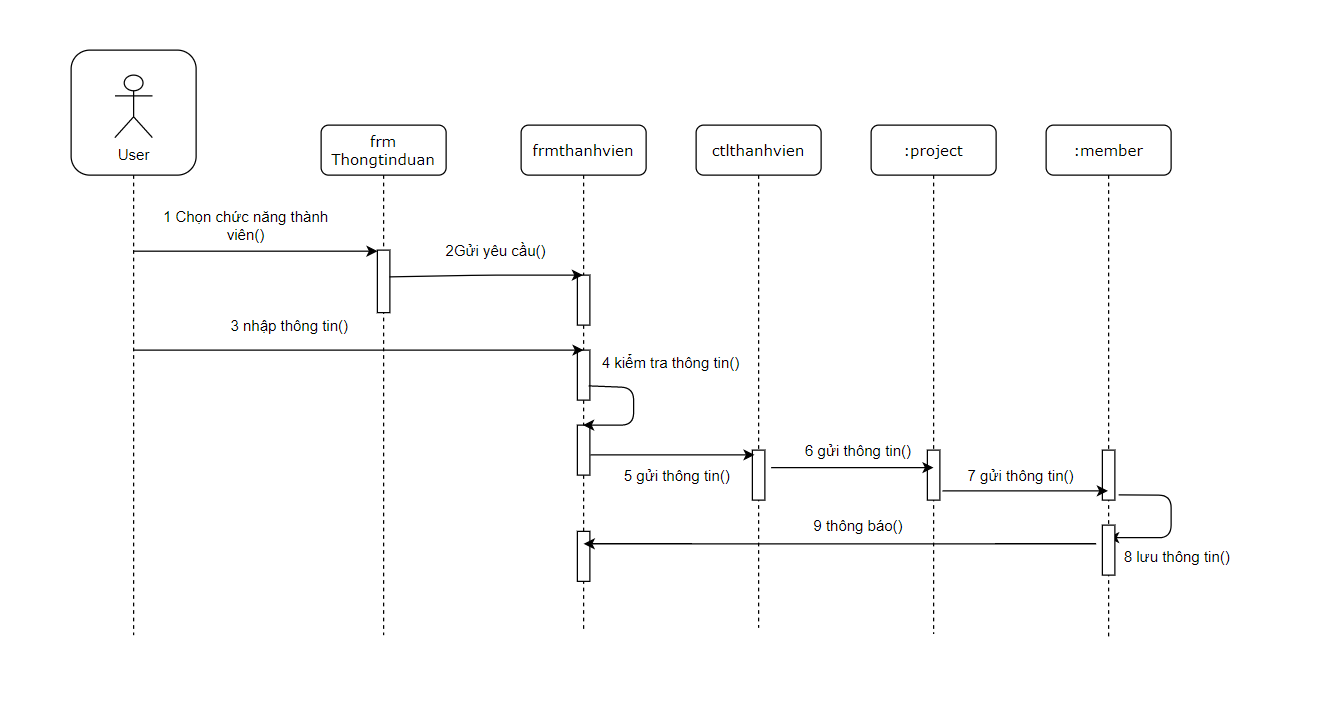 User
frm
Thongtinduan
frmthanhvien
ctlthanhvien
:project
:member
1 Chọn chức năng thành
viên()
2Gửi yêu cầu()
3 nhập thông tin()
4 kiểm tra thông tin()
5 gửi thông tin()
6 gửi thông tin()
7 gửi thông tin()
9 thông báo()
8 lưu thông tin()